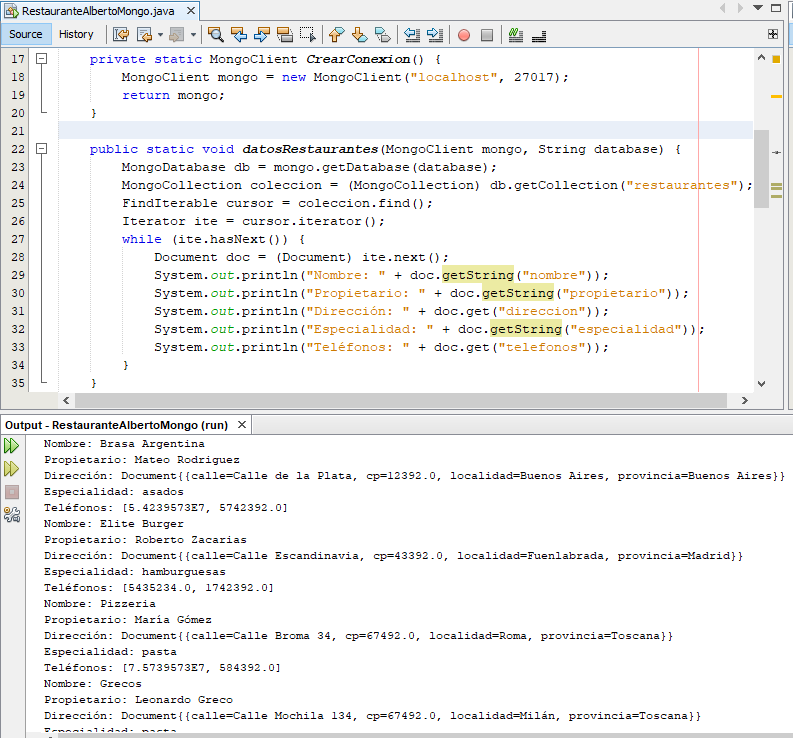 RestauranteAlbertoMongo.java
Source History
17 private static MongoClient CrearConexion() {
18 MongoClient mongo = new MongoClient("localhost", 27017);
19 return mongo;
20 }
21
22 public static void datosRestaurantes(MongoClient mongo, String database) {
23 MongoDatabase db = mongo.getDatabase(database);
24 MongoCollection coleccion = (MongoCollection) db.getCollection("restaurantes");
25 FindIterable cursor = coleccion.find();
26 Iterator ite = cursor.iterator();
27 while (ite.hasNext()) {
28 Document doc = (Document) ite.next();
29 System.out.println("Nombre: " + doc.getString("nombre"));
30 System.out.println("Propietario: " + doc.getString("propietario"));
31 System.out.println("Dirección: " + doc.get("direccion"));
32 System.out.println("Especialidad: " + doc.getString("especialidad"));
33 System.out.println("Teléfonos: " + doc.get("telefonos"));
34 }
35 }
Output - RestauranteAlbertoMongo (run)
Nombre: Brasa Argentina
Propietario: Mateo Rodriguez
Dirección: Document{{calle=Calle de la Plata, cp=12392.0, localidad=Buenos Aires, provincia=Buenos Aires}}
Especialidad: asados
Teléfonos: [5.4239573E7, 5742392.0]
Nombre: Elite Burger
Propietario: Roberto Zacarias
Dirección: Document{{calle=Calle Escandinavia, cp=43392.0, localidad=Fuenlabrada, provincia=Madrid}}
Especialidad: hamburguesas
Teléfonos: [5435234.0, 1742392.0]
Nombre: Pizzeria
Propietario: María Gómez
Dirección: Document{{calle=Calle Broma 34, cp=67492.0, localidad=Roma, provincia=Toscana}}
Especialidad: pasta
Teléfonos: [7.5739573E7, 584392.0]
Nombre: Grecos
Propietario: Leonardo Greco
Dirección: Document{{calle=Calle Mochila 134, cp=67492.0, localidad=Milán, provincia=Toscana}}
Especialidad: pasta